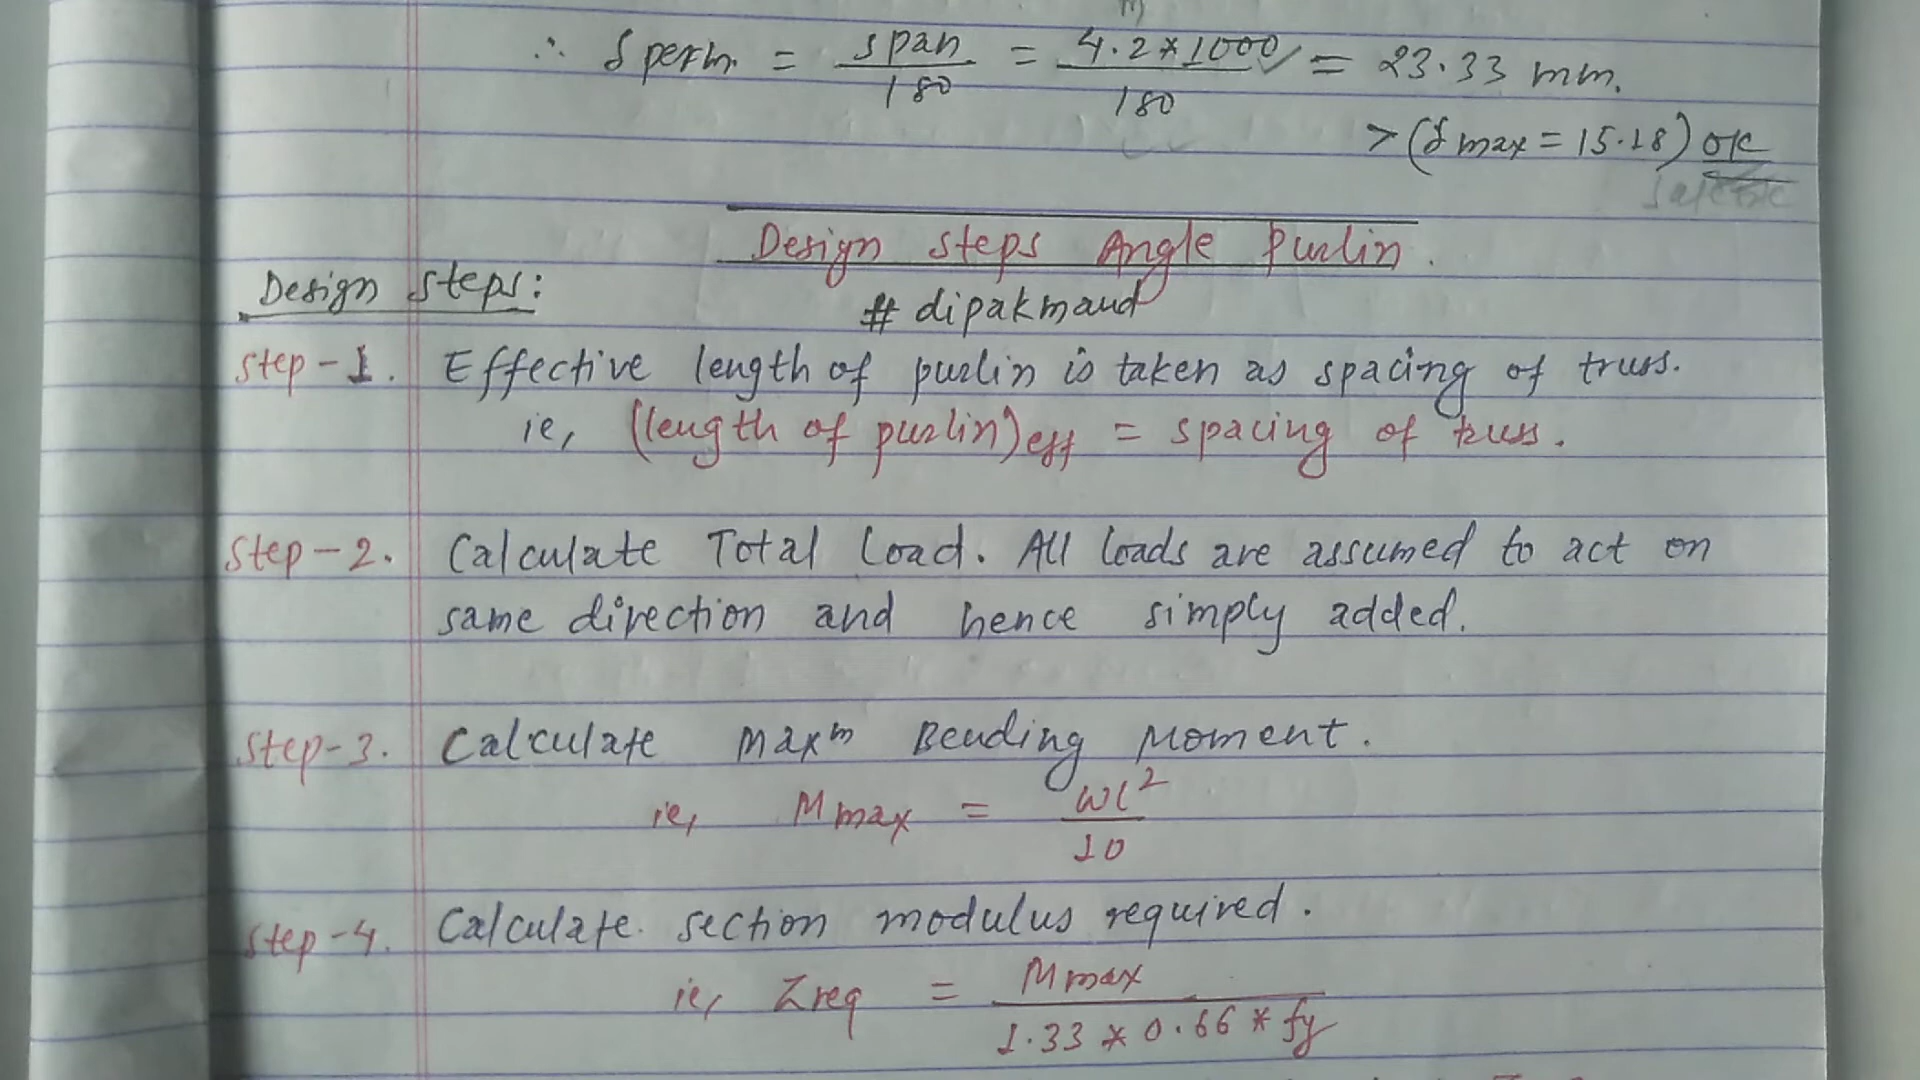 ∴ δ perm. = span / 180 = 4.2 * 1000 / 180 = 23.33 mm.
> (δ max = 15.18) ok
Design steps Angle Purlin.
Design steps:
# dipakmaud
Step-1. Effective length of purlin is taken as spacing of truss.
ie, (length of purlin)eff = spacing of truss.
Step-2. Calculate Total Load. All loads are assumed to act on
same direction and hence simply added.
Step-3. Calculate Maxm Bending Moment.
ie, M max = wl² / 10
Step-4. Calculate section modulus required.
ie, Zreq = M max / 1.33 * 0.66 * fy